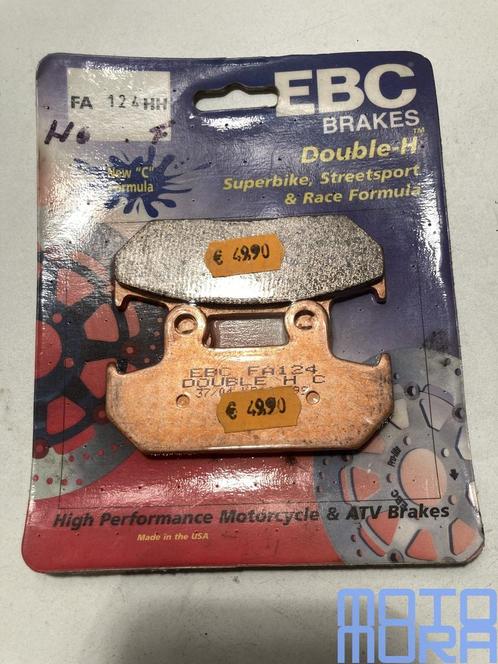 FA 124HH
EBC
BRAKES
Double-H™
Superbike, Streetsport
& Race Formula
New "C"
Formula
€ 49.90
EBC FA124
DOUBLE H C
€ 49.90
High Performance Motorcycle & ATV Brakes
Made in the USA
MOTO
MORA